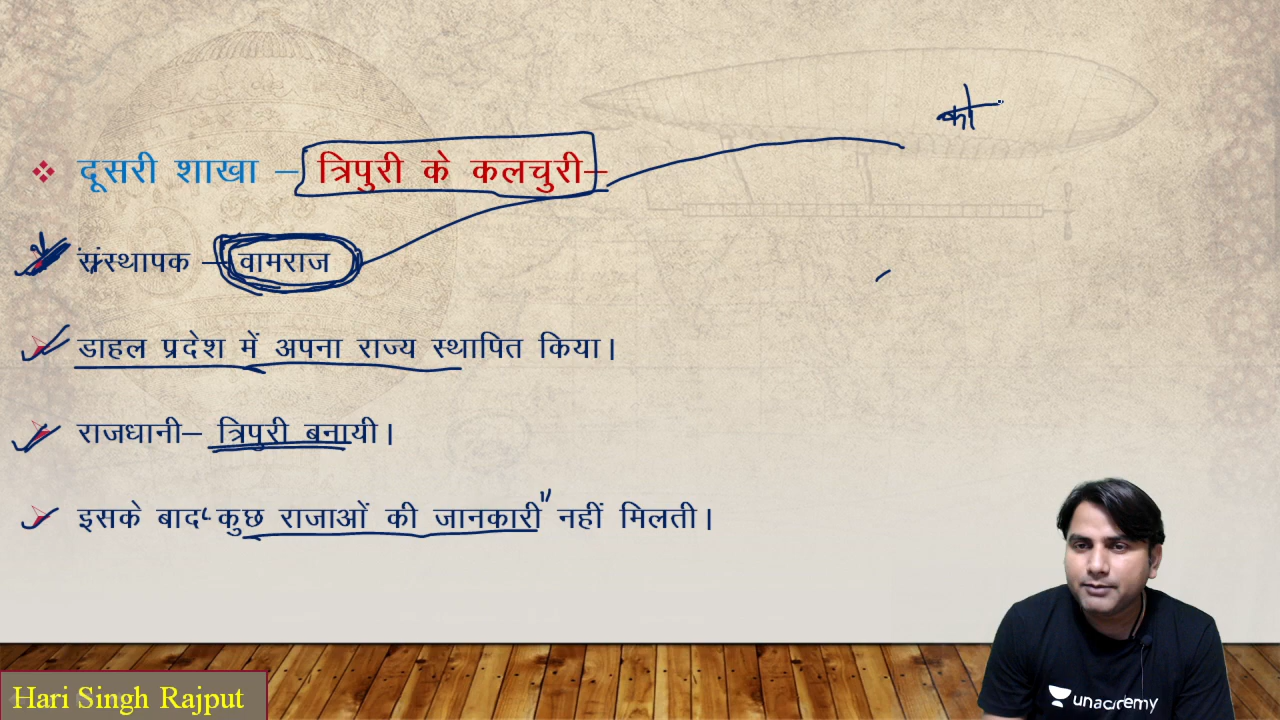 दूसरी शाखा – त्रिपुरी के कलचुरी–
संस्थापक – वामराज
डाहल प्रदेश में अपना राज्य स्थापित किया।
राजधानी– त्रिपुरी बनायी।
इसके बाद कुछ राजाओं की जानकारी नहीं मिलती।
unacademy
Hari Singh Rajput